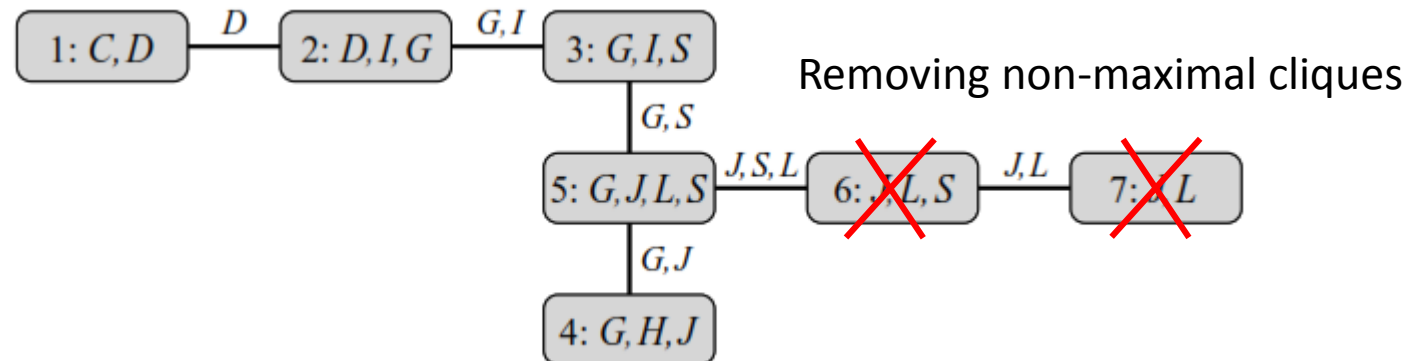 D
G,I
1: C,D
2: D,I,G
3: G,I,S
Removing non-maximal cliques
G,S
J,S,L
J,L
5: G,J,L,S
6: J,L,S
7: J,L
G,J
4: G,H,J